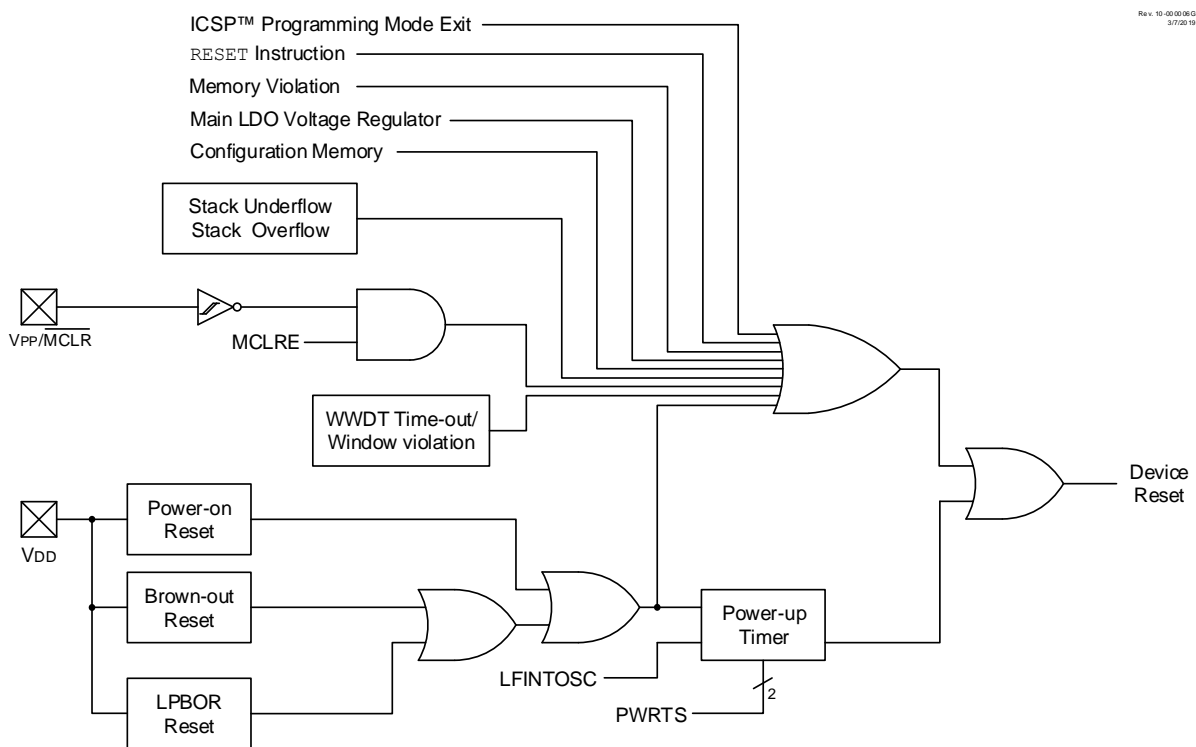 Rev. 10-000006G
3/7/2019
ICSP™ Programming Mode Exit
RESET Instruction
Memory Violation
Main LDO Voltage Regulator
Configuration Memory
Stack Underflow
Stack Overflow
VPP/MCLR
MCLRE
WWDT Time-out/
Window violation
Device
Reset
Power-on
Reset
VDD
Brown-out
Reset
Power-up
Timer
LFINTOSC
LPBOR
Reset
2
PWRTS